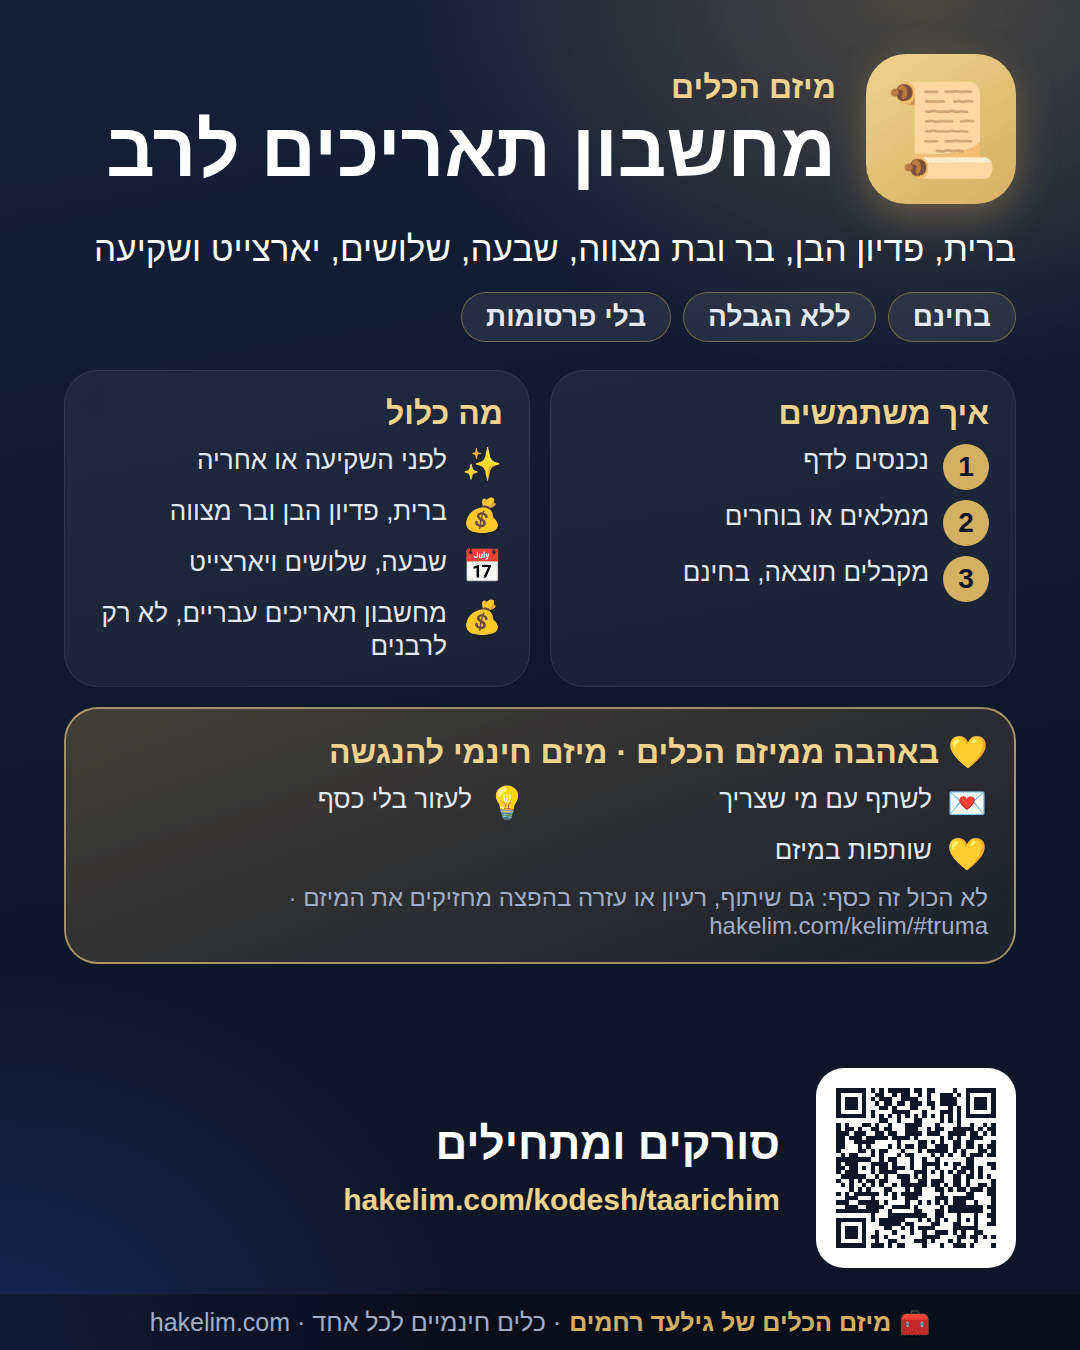 מיזם הכלים
מחשבון תאריכים לרב
ברית, פדיון הבן, בר ובת מצווה, שבעה, שלושים, יארצייט ושקיעה
בחינם
ללא הגבלה
בלי פרסומות
איך משתמשים
1 נכנסים לדף
2 ממלאים או בוחרים
3 מקבלים תוצאה, בחינם
מה כלול
✨ לפני השקיעה או אחריה
💰 ברית, פדיון הבן ובר מצווה
📅 שבעה, שלושים ויארצייט
💰 מחשבון תאריכים עבריים, לא רק
לרבנים
💛 באהבה ממיזם הכלים · מיזם חינמי להנגשה
💌 לשתף עם מי שצריך
💡 לעזור בלי כסף
💛 שותפות במיזם
לא הכול זה כסף: גם שיתוף, רעיון או עזרה בהפצה מחזיקים את המיזם ·
hakelim.com/kelim/#truma
סורקים ומתחילים
hakelim.com/kodesh/taarichim
🧰 מיזם הכלים של גילעד רחמים · כלים חינמיים לכל אחד · hakelim.com